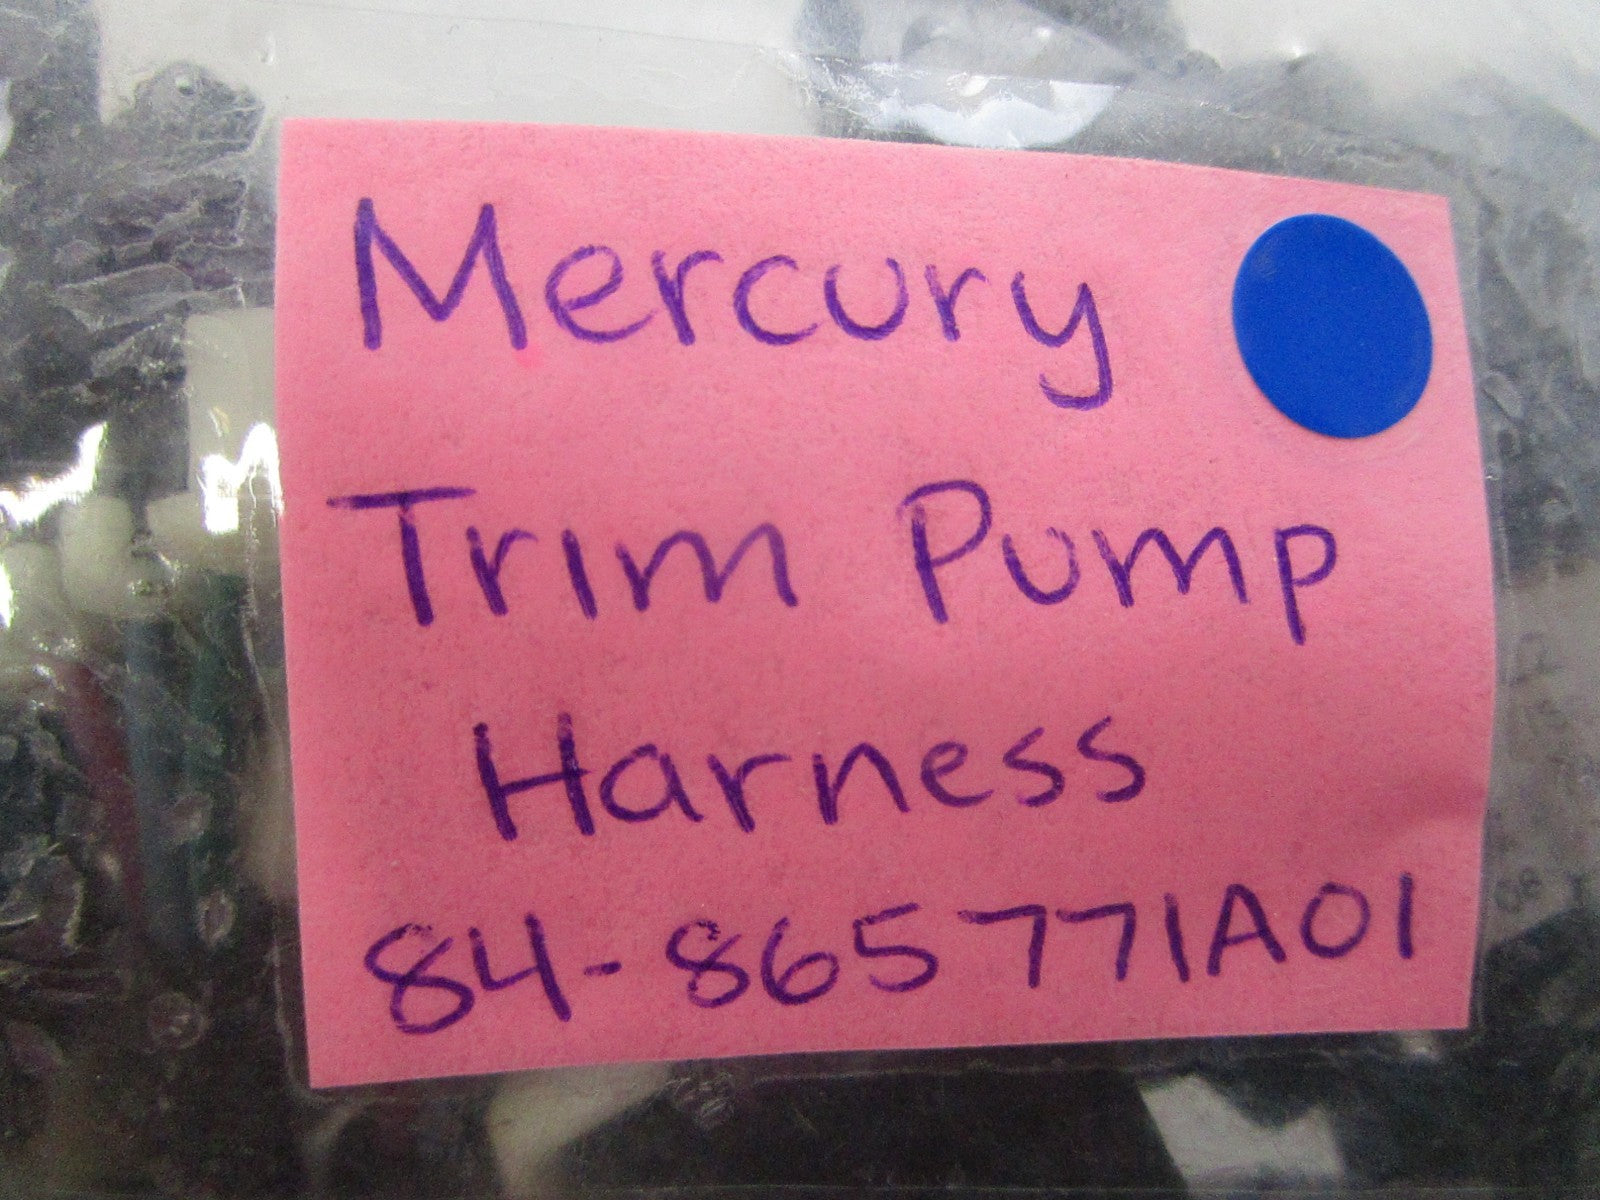 Mercury
Trim Pump
Harness
84-865771A01